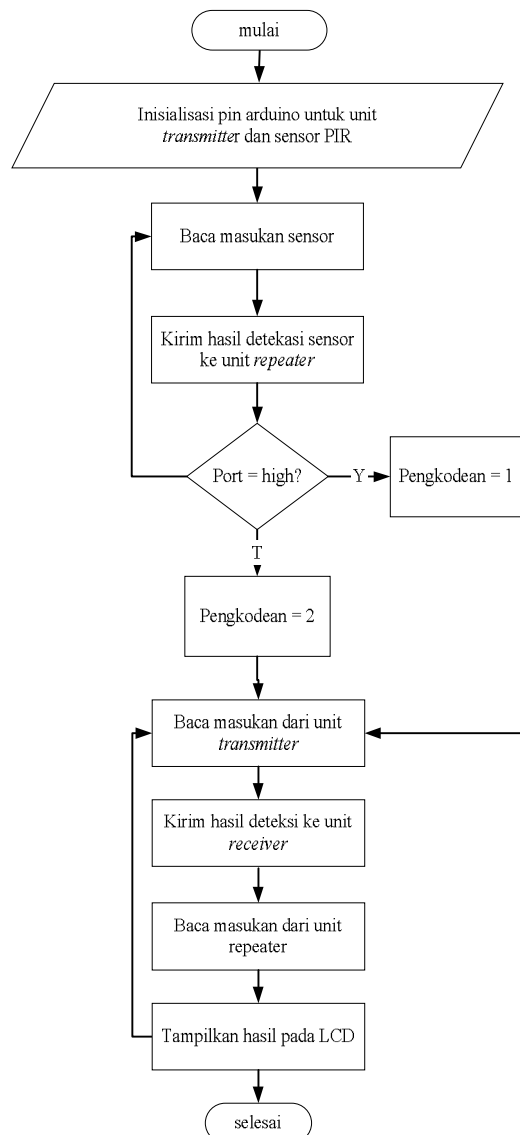 mulai
Inisialisasi pin arduino untuk unit
transmitter dan sensor PIR
Baca masukan sensor
Kirim hasil detekasi sensor
ke unit repeater
Port = high?
Y
Pengkodean = 1
T
Pengkodean = 2
Baca masukan dari unit
transmitter
Kirim hasil deteksi ke unit
receiver
Baca masukan dari unit
repeater
Tampilkan hasil pada LCD
selesai